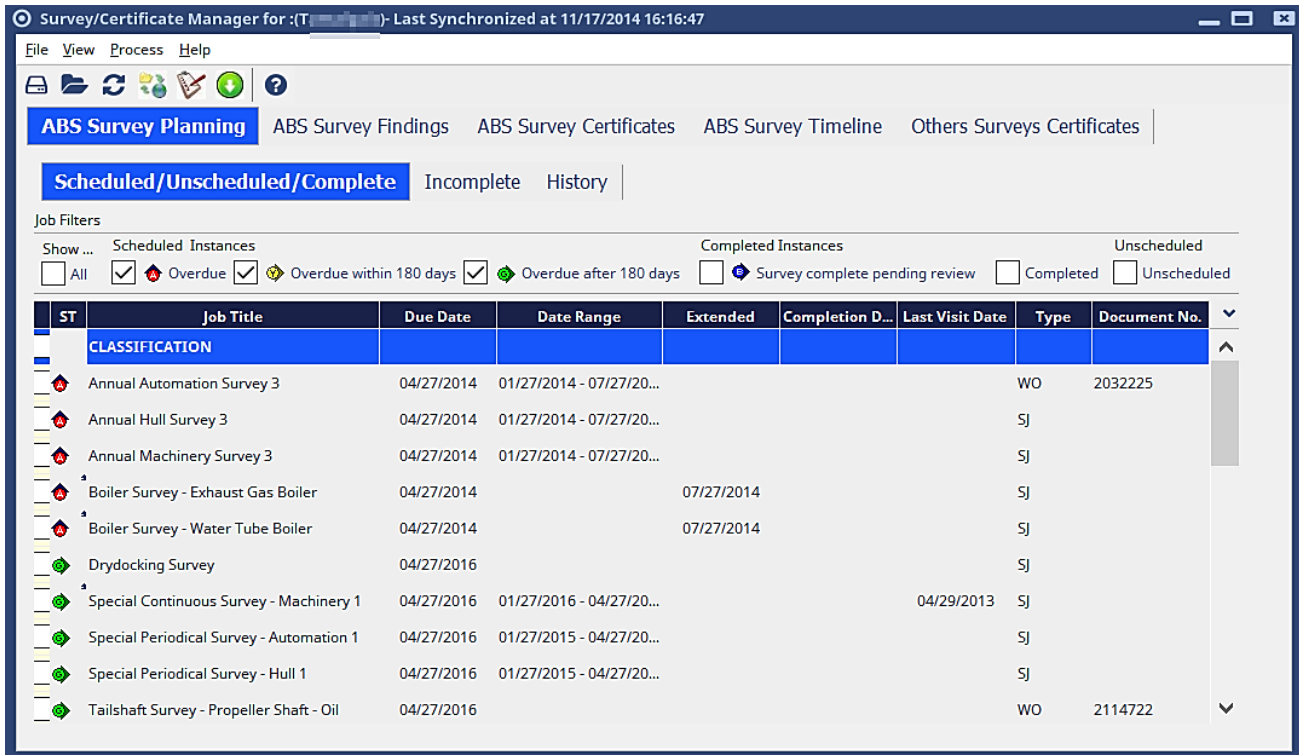 Survey/Certificate Manager for :(T )- Last Synchronized at 11/17/2014 16:16:47
File View Process Help
ABS Survey Planning ABS Survey Findings ABS Survey Certificates ABS Survey Timeline Others Surveys Certificates
Scheduled/Unscheduled/Complete Incomplete History
Job Filters
Show ... Scheduled Instances Completed Instances Unscheduled
All A Overdue Y Overdue within 180 days G Overdue after 180 days B Survey complete pending review Completed Unscheduled
ST Job Title Due Date Date Range Extended Completion D... Last Visit Date Type Document No.
CLASSIFICATION
A Annual Automation Survey 3 04/27/2014 01/27/2014 - 07/27/20... WO 2032225
A Annual Hull Survey 3 04/27/2014 01/27/2014 - 07/27/20... SJ
A Annual Machinery Survey 3 04/27/2014 01/27/2014 - 07/27/20... SJ
A Boiler Survey - Exhaust Gas Boiler 04/27/2014 07/27/2014 SJ
A Boiler Survey - Water Tube Boiler 04/27/2014 07/27/2014 SJ
G Drydocking Survey 04/27/2016 SJ
G Special Continuous Survey - Machinery 1 04/27/2016 01/27/2016 - 04/27/20... 04/29/2013 SJ
G Special Periodical Survey - Automation 1 04/27/2016 01/27/2015 - 04/27/20... SJ
G Special Periodical Survey - Hull 1 04/27/2016 01/27/2015 - 04/27/20... SJ
G Tailshaft Survey - Propeller Shaft - Oil 04/27/2016 WO 2114722